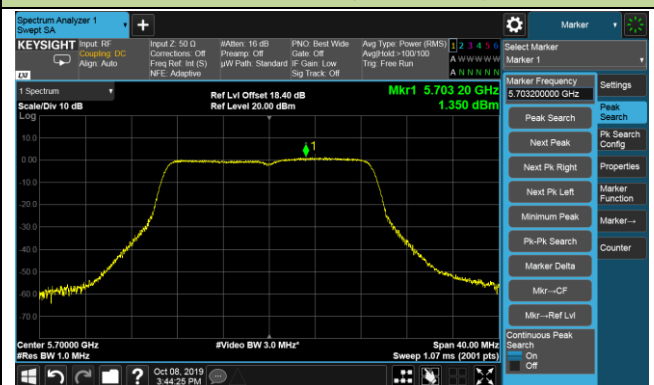 Spectrum Analyzer 1
Swept SA
Marker
KEYSIGHT
Input: RF
Coupling: DC
Align: Auto
Input Z: 50 Ω
Corrections: Off
Freq Ref: Int (S)
NFE: Adaptive
#Atten: 16 dB
Preamp: Off
µW Path: Standard
PNO: Best Wide
Gate: Off
IF Gain: Low
Sig Track: Off
Avg Type: Power (RMS)
Avg|Hold >100/100
Trig: Free Run
1 2 3 4 5 6
A W W W W W
A N N N N N
Select Marker
Marker 1
LXI
1 Spectrum
Scale/Div 10 dB
Log
Ref Lvl Offset 18.40 dB
Ref Level 20.00 dBm
Mkr1 5.703 20 GHz
1.350 dBm
Marker Frequency
5.703200000 GHz
Settings
Peak Search
Next Peak
Next Pk Right
Next Pk Left
Minimum Peak
Pk-Pk Search
Marker Delta
Mkr→CF
Mkr→Ref Lvl
Continuous Peak
Search
On
Off
Peak
Search
Pk Search
Config
Properties
Marker
Function
Marker→
Counter
10.0
0.00
-10.0
-20.0
-30.0
-40.0
-50.0
-60.0
-70.0
1
Center 5.70000 GHz
#Res BW 1.0 MHz
#Video BW 3.0 MHz*
Span 40.00 MHz
Sweep 1.07 ms (2001 pts)
Oct 08, 2019
3:44:25 PM